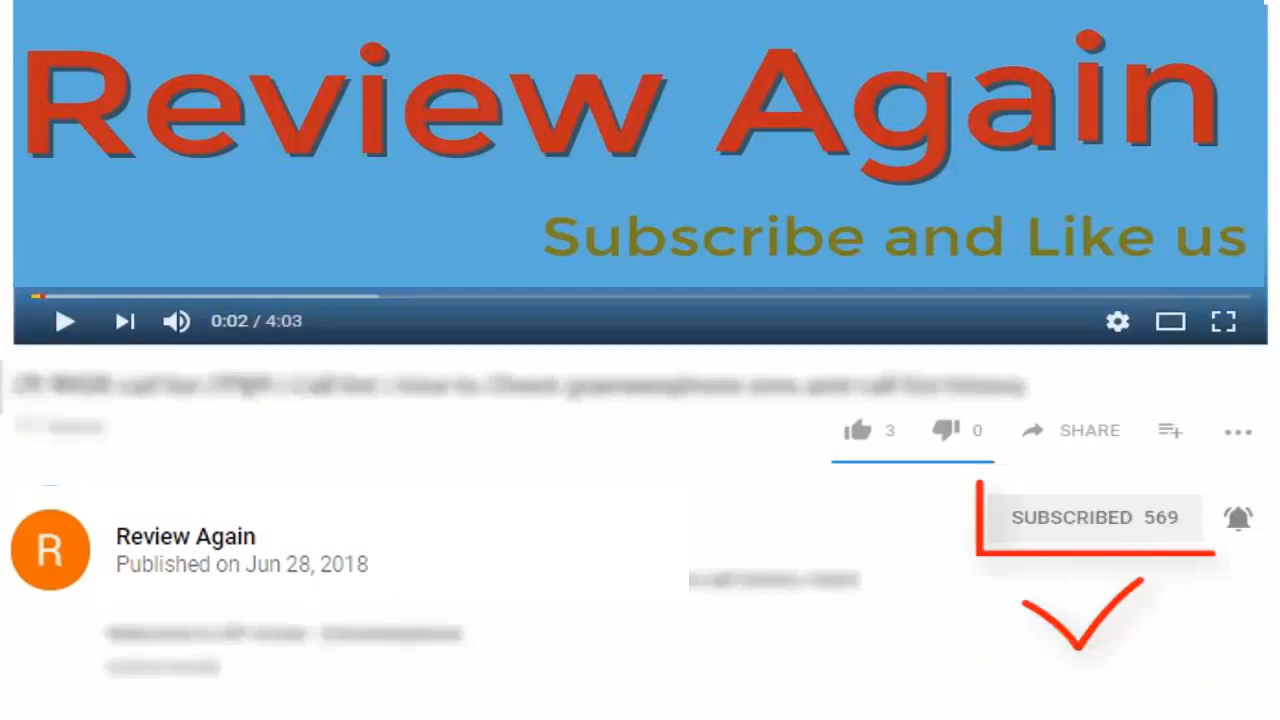 Review Again
Subscribe and Like us
0:02 / 4:03
3 0 SHARE
SUBSCRIBED 569
R
Review Again
Published on Jun 28, 2018